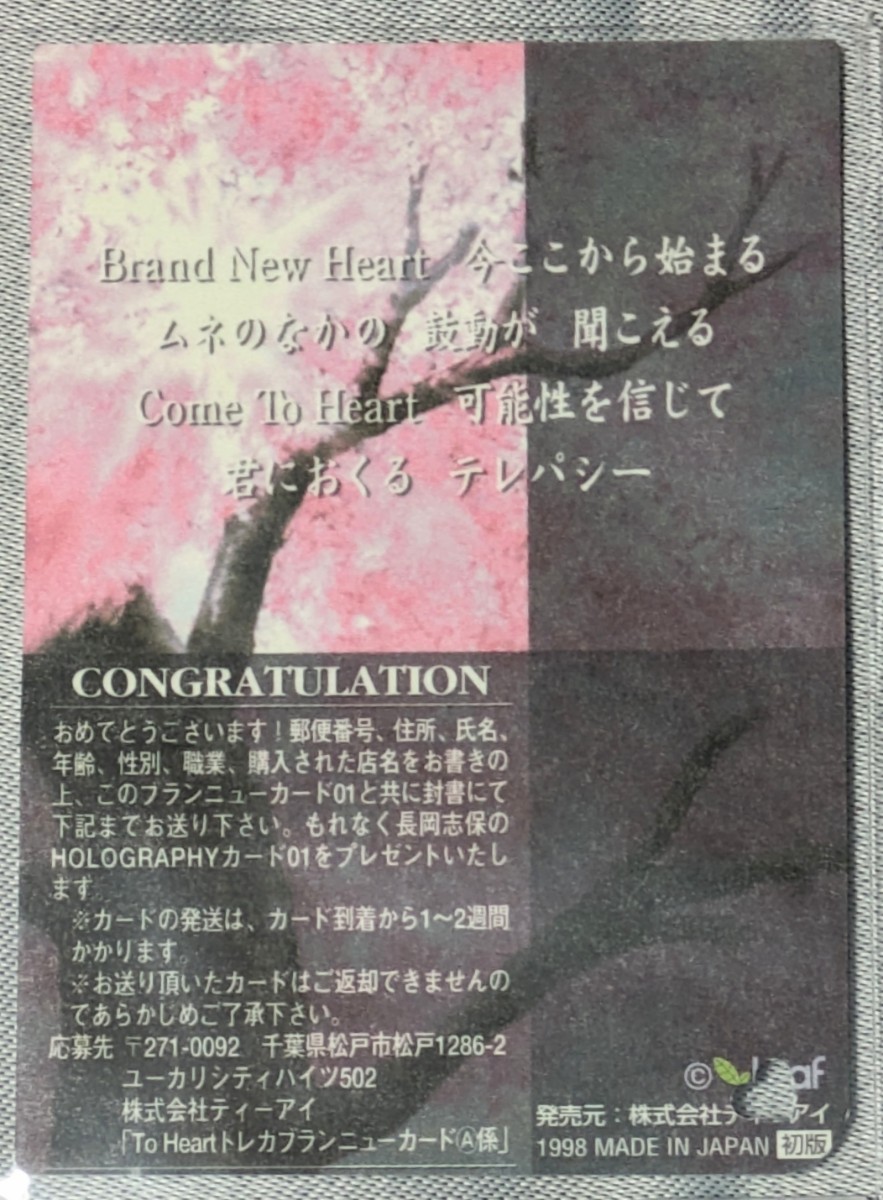 Brand New Heart 今ここから始まる
ムネのなかの 鼓動が 聞こえる
Come To Heart 可能性を信じて
君におくる テレパシー
CONGRATULATION
おめでとうございます！郵便番号、住所、氏名、
年齢、性別、職業、購入された店名をお書きの
上、このブランニューカード01と共に封書にて
下記までお送り下さい。もれなく長岡志保の
HOLOGRAPHYカード01をプレゼントいたし
ます。
※カードの発送は、カード到着から1〜2週間
かかります。
※お送り頂いたカードはご返却できませんの
であらかじめご了承下さい。
応募先 〒271-0092 千葉県松戸市松戸1286-2
ユーカリシティハイツ502
株式会社ティーアイ
「To Heartトレカブランニューカードⓐ係」
© Leaf
発売元：株式会社ティーアイ
1998 MADE IN JAPAN 初版